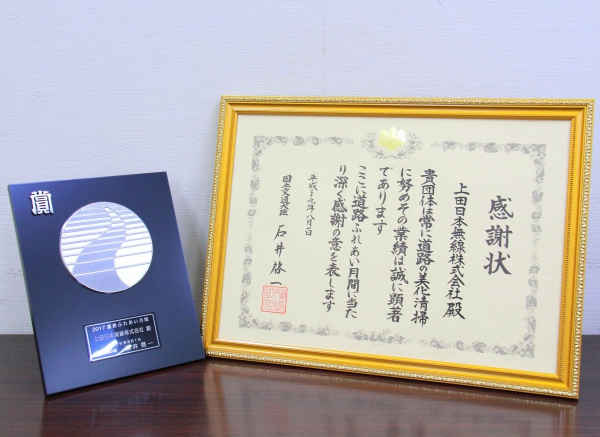 賞
2017 道路ふれあい月間
上田日本無線株式会社 殿
感謝状
上田日本無線株式会社 殿
貴団体は常に道路の美化清掃
に努めその業績は誠に顕著
であります
ここに道路ふれあい月間に当た
り深く感謝の意を表します
平成二十九年八月一日
国土交通大臣 石井啓一